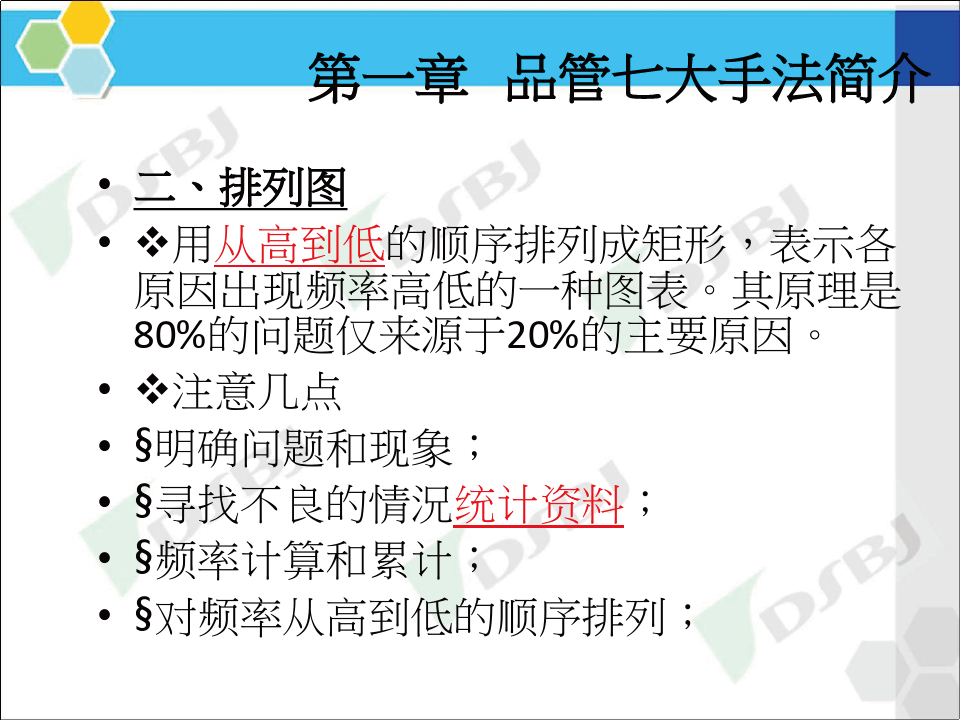 第一章 品管七大手法简介
• 二、排列图
• ❖用从高到低的顺序排列成矩形，表示各
原因出现频率高低的一种图表。其原理是
80%的问题仅来源于20%的主要原因。
• ❖注意几点
• §明确问题和现象；
• §寻找不良的情況统计资料；
• §频率计算和累计；
• §对频率从高到低的顺序排列；
DSBJ
DSBJ
DSBJ
DSBJ
DSBJ
DSBJ